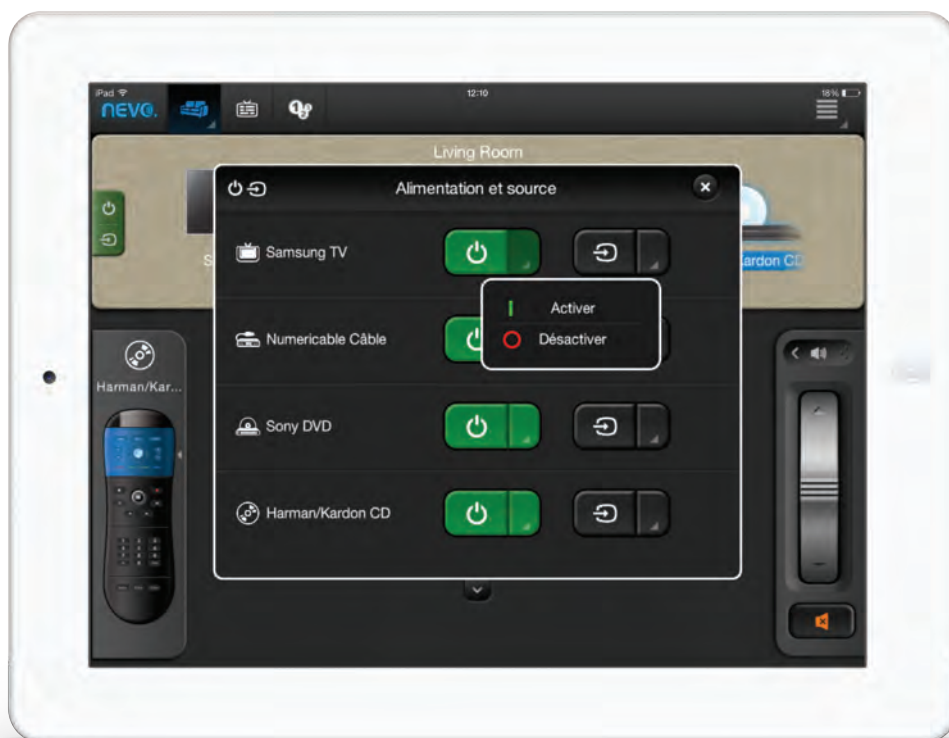 iPad 12:10 18%
nevo.
Living Room
Alimentation et source
Samsung TV
ardon CD
Activer
Désactiver
Numericable Câble
Harman/Kar...
Sony DVD
Harman/Kardon CD